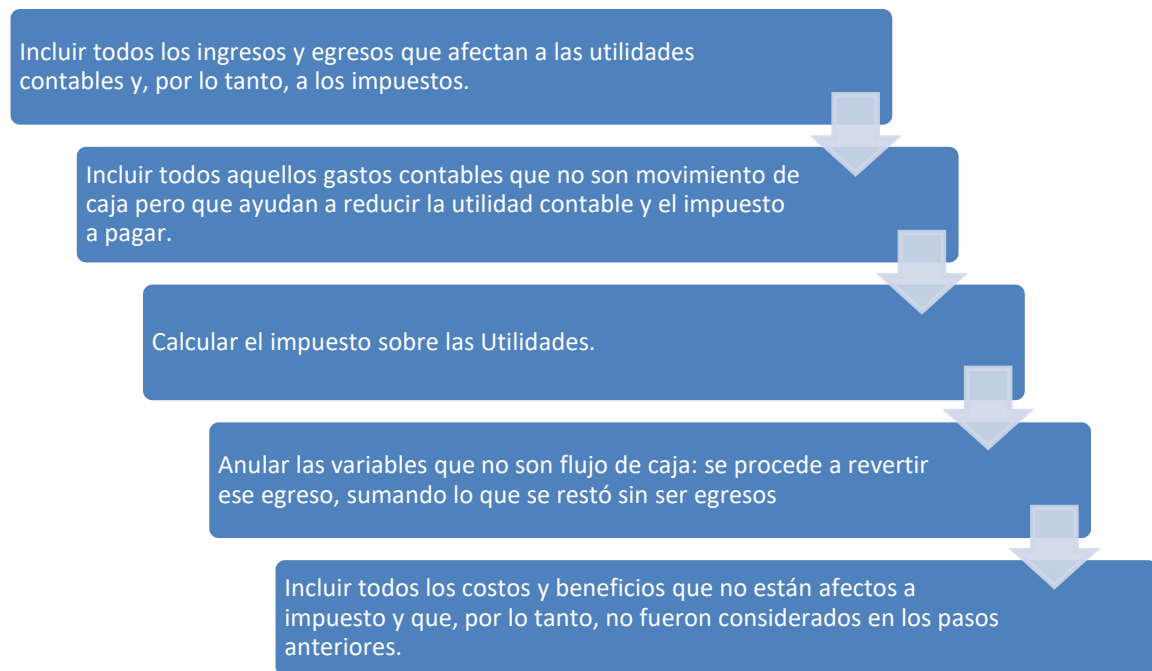 Incluir todos los ingresos y egresos que afectan a las utilidades
contables y, por lo tanto, a los impuestos.
Incluir todos aquellos gastos contables que no son movimiento de
caja pero que ayudan a reducir la utilidad contable y el impuesto
a pagar.
Calcular el impuesto sobre las Utilidades.
Anular las variables que no son flujo de caja: se procede a revertir
ese egreso, sumando lo que se restó sin ser egresos
Incluir todos los costos y beneficios que no están afectos a
impuesto y que, por lo tanto, no fueron considerados en los pasos
anteriores.